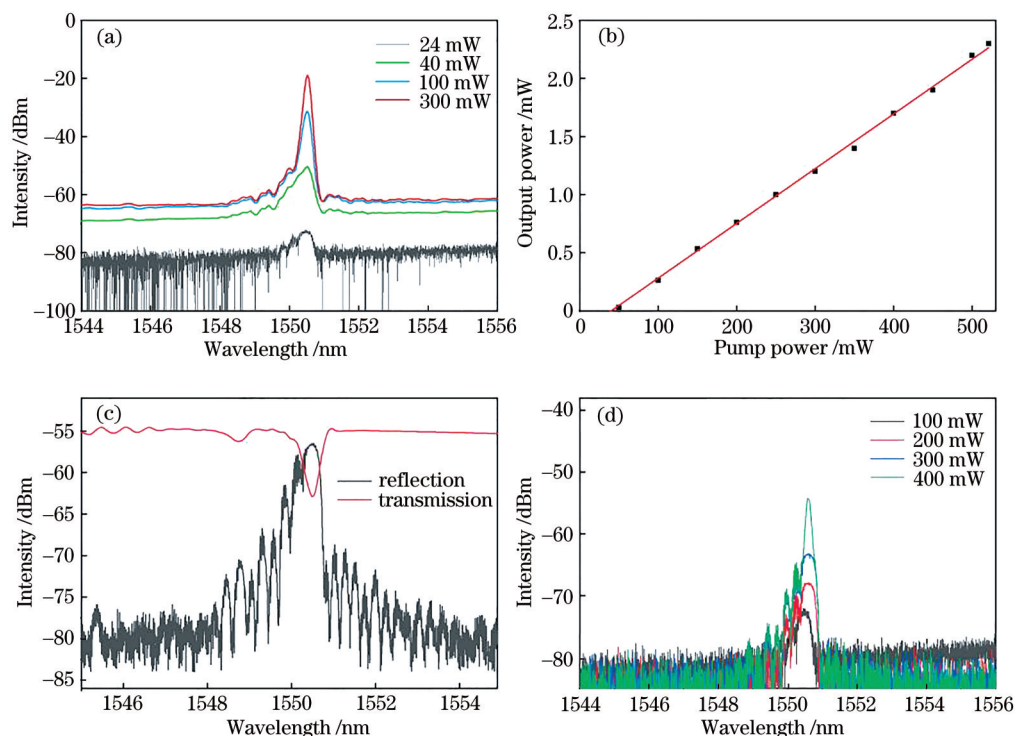 (a)
24 mW
40 mW
100 mW
300 mW
0
−20
−40
−60
−80
−100
Intensity /dBm
1544 1546 1548 1550 1552 1554 1556
Wavelength /nm
(b)
2.5
2.0
1.5
1.0
0.5
0
Output power /mW
0 100 200 300 400 500
Pump power /mW
(c)
reflection
transmission
−55
−60
−65
−70
−75
−80
−85
Intensity /dBm
1546 1548 1550 1552 1554
Wavelength /nm
(d)
100 mW
200 mW
300 mW
400 mW
−40
−50
−60
−70
−80
Intensity /dBm
1544 1546 1548 1550 1552 1554 1556
Wavelength /nm